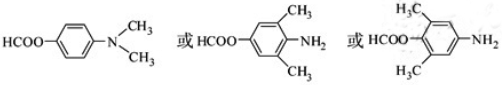 HCOO-N(CH₃)CH₃ 或 HCOO-(CH₃)(CH₃)NH₂ 或 HCOO-(H₃C)(H₃C)NH₂